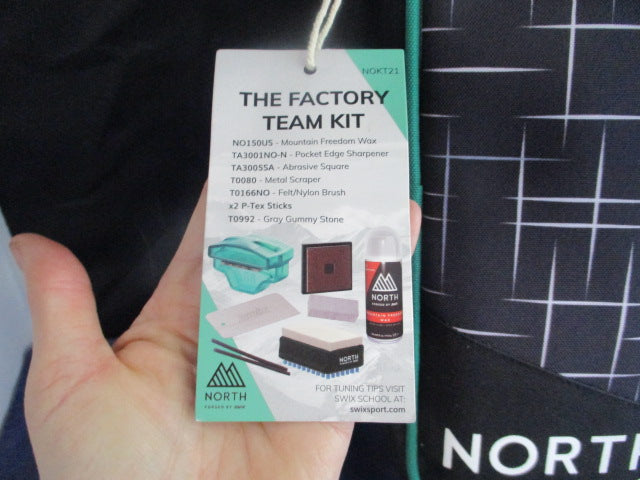 NOKT21
THE FACTORY
TEAM KIT
NO150US - Mountain Freedom Wax
TA3001NO-N - Pocket Edge Sharpener
TA3005SA - Abrasive Square
T0080 - Metal Scraper
T0166NO - Felt/Nylon Brush
x2 P-Tex Sticks
T0992 - Gray Gummy Stone
NORTH
NORTH
NORTH
FORGED BY SWIX
FOR TUNING TIPS VISIT
SWIX SCHOOL AT:
swixsport.com
NORTH